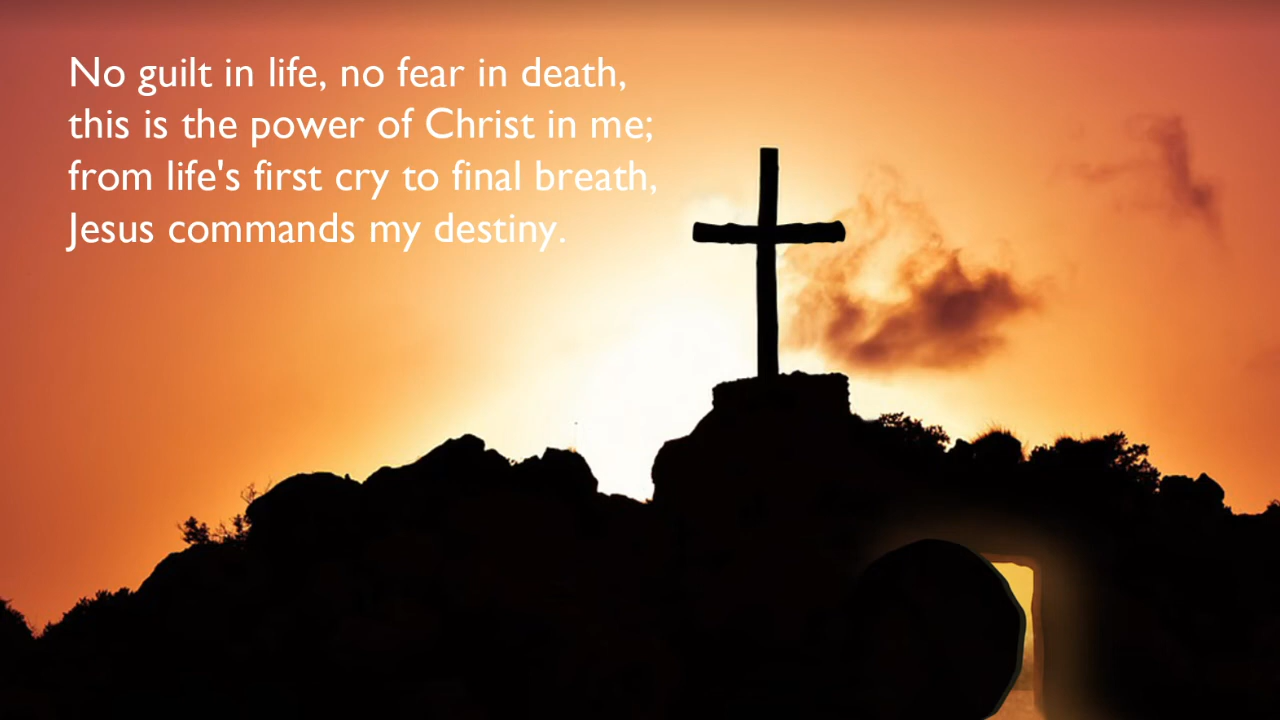 No guilt in life, no fear in death,
this is the power of Christ in me;
from life's first cry to final breath,
Jesus commands my destiny.